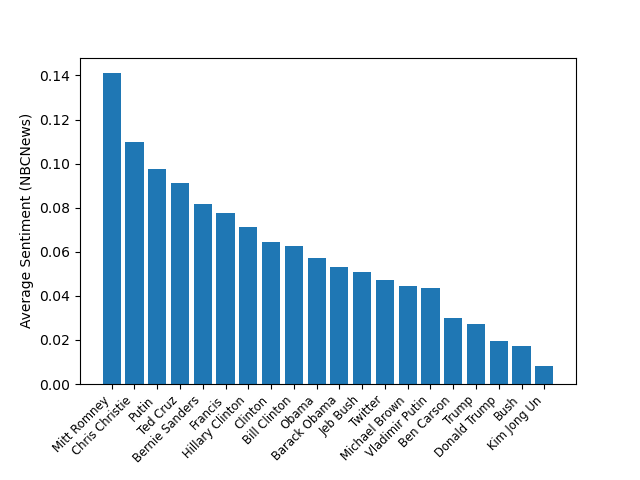 Average Sentiment (NBCNews)
0.14
0.12
0.10
0.08
0.06
0.04
0.02
0.00
Mitt Romney
Chris Christie
Putin
Ted Cruz
Bernie Sanders
Francis
Hillary Clinton
Clinton
Bill Clinton
Obama
Barack Obama
Jeb Bush
Twitter
Michael Brown
Vladimir Putin
Ben Carson
Trump
Donald Trump
Bush
Kim Jong Un